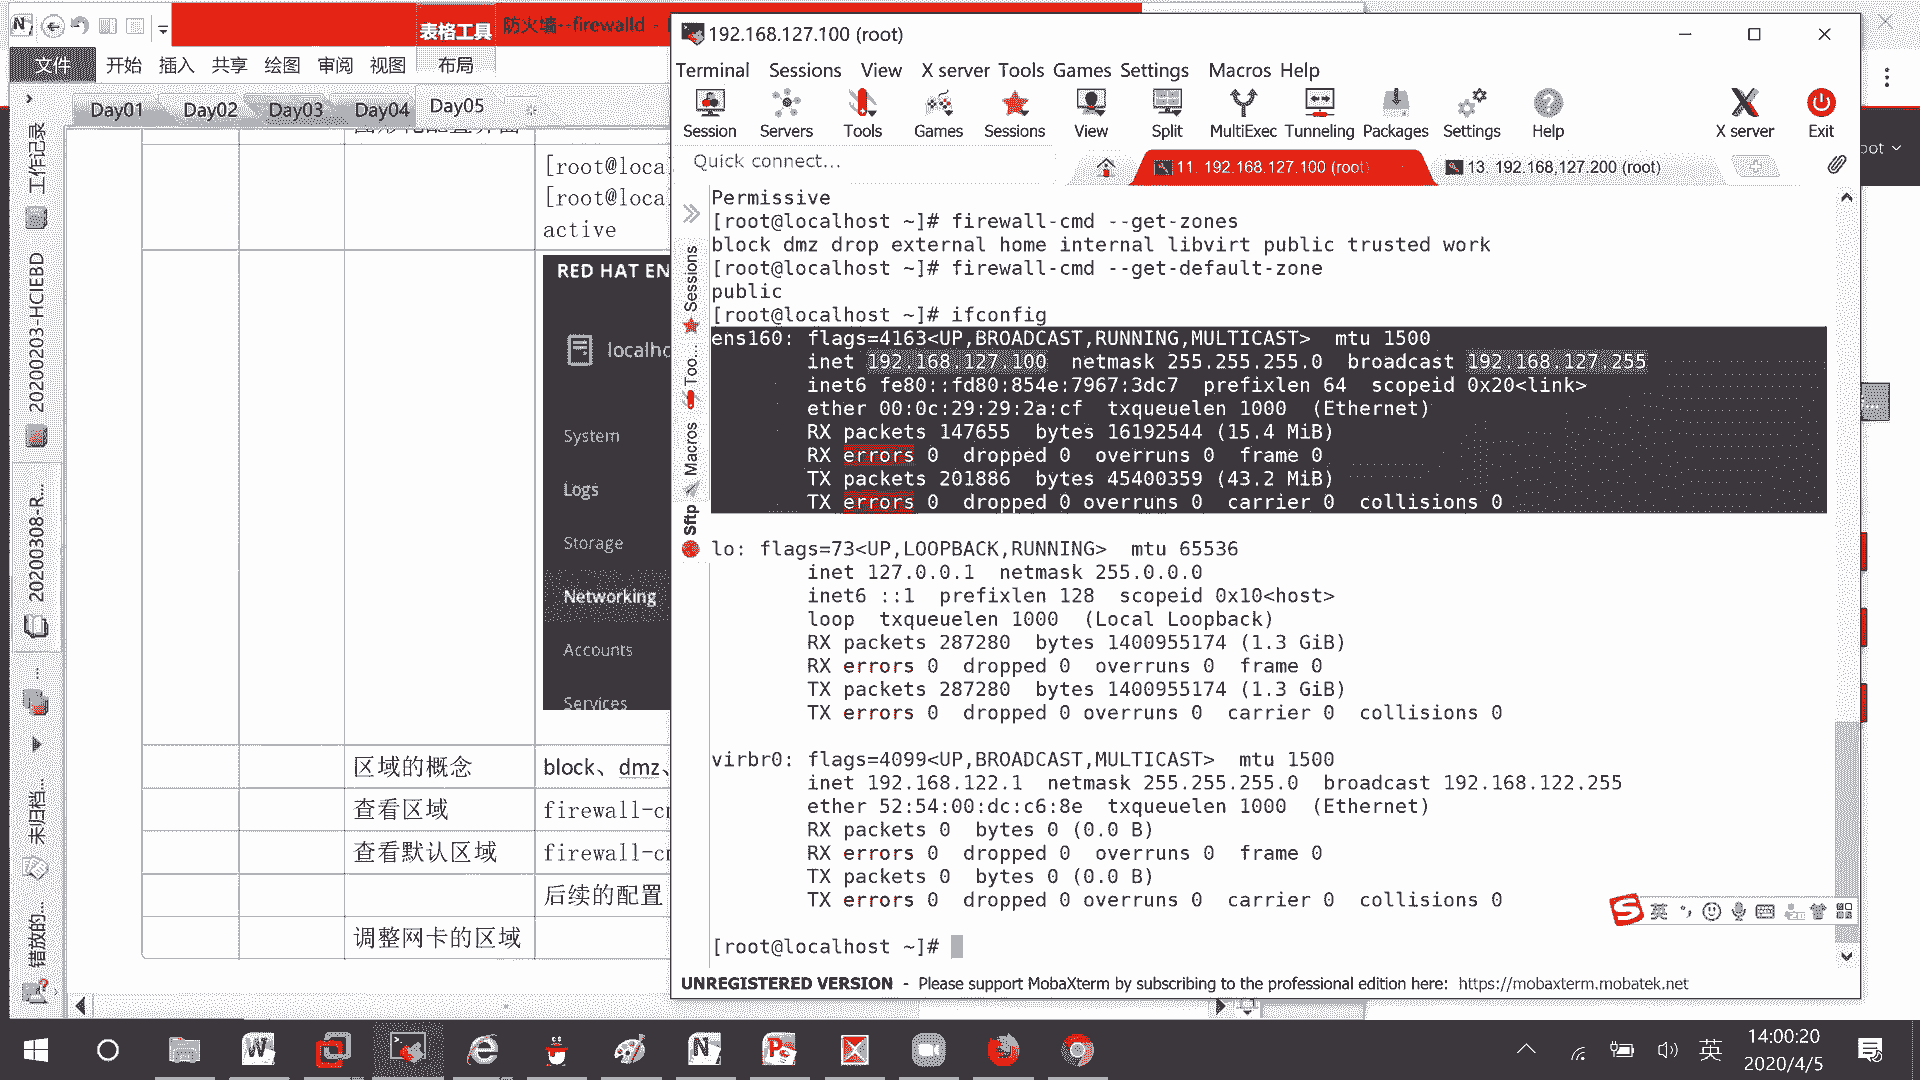 表格工具
防火墙--firewalld -
文件 开始 插入 共享 绘图 审阅 视图 布局
Day01 Day02 Day03 Day04 Day05
工作记录
20200203-HCIEBD
20200308-R...
...
未归档...
错放的...
[root@loca
[root@loca
active
RED HAT EN
localho
System
Logs
Storage
Networking
Accounts
Services
区域的概念 block、dmz、
查看区域 firewall-cm
查看默认区域 firewall-cm
后续的配置
调整网卡的区域
192.168.127.100 (root)
Terminal Sessions View X server Tools Games Settings Macros Help
Session Servers Tools Games Sessions View Split MultiExec Tunneling Packages Settings Help X server Exit
Quick connect...
11. 192.168.127.100 (root)
13. 192.168.127.200 (root)
Sessions
Too...
Macros
Sftp
Permissive
[root@localhost ~]# firewall-cmd --get-zones
block dmz drop external home internal libvirt public trusted work
[root@localhost ~]# firewall-cmd --get-default-zone
public
[root@localhost ~]# ifconfig
ens160: flags=4163<UP,BROADCAST,RUNNING,MULTICAST>  mtu 1500
inet 192.168.127.100  netmask 255.255.255.0  broadcast 192.168.127.255
inet6 fe80::fd80:854e:7967:3dc7  prefixlen 64  scopeid 0x20<link>
ether 00:0c:29:29:2a:cf  txqueuelen 1000  (Ethernet)
RX packets 147655  bytes 16192544 (15.4 MiB)
RX errors 0  dropped 0  overruns 0  frame 0
TX packets 201886  bytes 45400359 (43.2 MiB)
TX errors 0  dropped 0 overruns 0  carrier 0  collisions 0
lo: flags=73<UP,LOOPBACK,RUNNING>  mtu 65536
inet 127.0.0.1  netmask 255.0.0.0
inet6 ::1  prefixlen 128  scopeid 0x10<host>
loop  txqueuelen 1000  (Local Loopback)
RX packets 287280  bytes 1400955174 (1.3 GiB)
RX errors 0  dropped 0  overruns 0  frame 0
TX packets 287280  bytes 1400955174 (1.3 GiB)
TX errors 0  dropped 0 overruns 0  carrier 0  collisions 0
virbr0: flags=4099<UP,BROADCAST,MULTICAST>  mtu 1500
inet 192.168.122.1  netmask 255.255.255.0  broadcast 192.168.122.255
ether 52:54:00:dc:c6:8e  txqueuelen 1000  (Ethernet)
RX packets 0  bytes 0 (0.0 B)
RX errors 0  dropped 0  overruns 0  frame 0
TX packets 0  bytes 0 (0.0 B)
TX errors 0  dropped 0 overruns 0  carrier 0  collisions 0
[root@localhost ~]#
UNREGISTERED VERSION - Please support MobaXterm by subscribing to the professional edition here: https://mobaxterm.mobatek.net
oot
英
英
14:00:20
2020/4/5